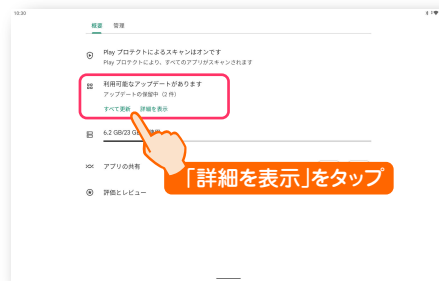 10:30
概要 管理
Play プロテクトによるスキャンはオンです
Play プロテクトにより、すべてのアプリがスキャンされます
利用可能なアップデートがあります
アップデートの保留中（2 件）
すべて更新 詳細を表示
6.2 GB/23 G
アプリの共有
「詳細を表示」をタップ
評価とレビュー